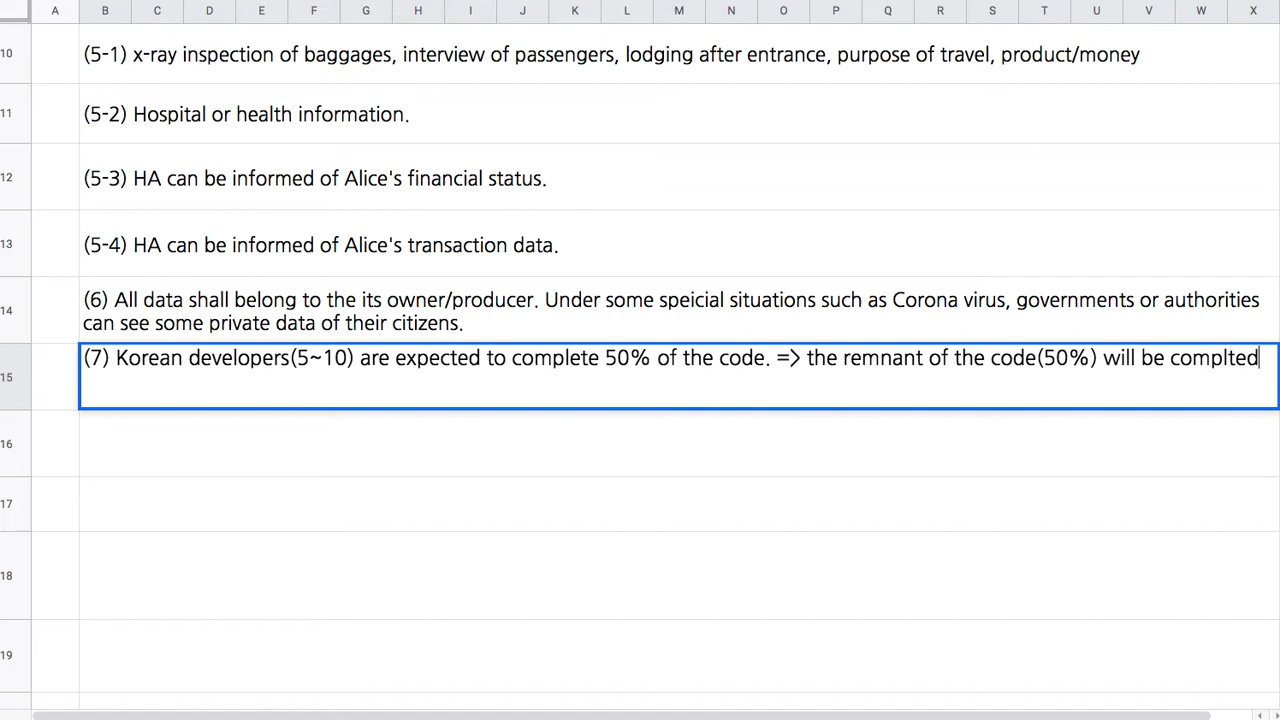 A B C D E F G H I J K L M N O P Q R S T U V W X
10 (5-1) x-ray inspection of baggages, interview of passengers, lodging after entrance, purpose of travel, product/money
11 (5-2) Hospital or health information.
12 (5-3) HA can be informed of Alice's financial status.
13 (5-4) HA can be informed of Alice's transaction data.
14 (6) All data shall belong to the its owner/producer. Under some speicial situations such as Corona virus, governments or authorities
can see some private data of their citizens.
15 (7) Korean developers(5~10) are expected to complete 50% of the code. => the remnant of the code(50%) will be complted
16
17
18
19